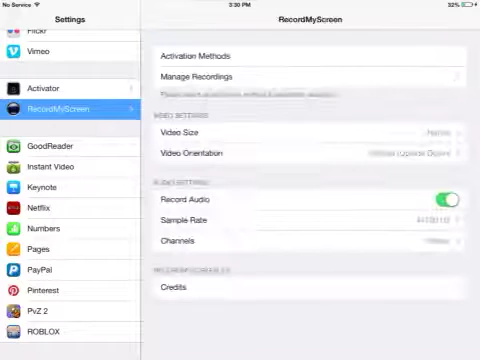 No Service
3:30 PM
32%
Settings
RecordMyScreen
Flickr
Vimeo
Activator
RecordMyScreen
GoodReader
Instant Video
Keynote
Netflix
Numbers
Pages
PayPal
Pinterest
PvZ 2
ROBLOX
Activation Methods
Manage Recordings
VIDEO SETTINGS
Video Size
Video Orientation
AUDIO SETTINGS
Record Audio
Sample Rate
Channels
Credits